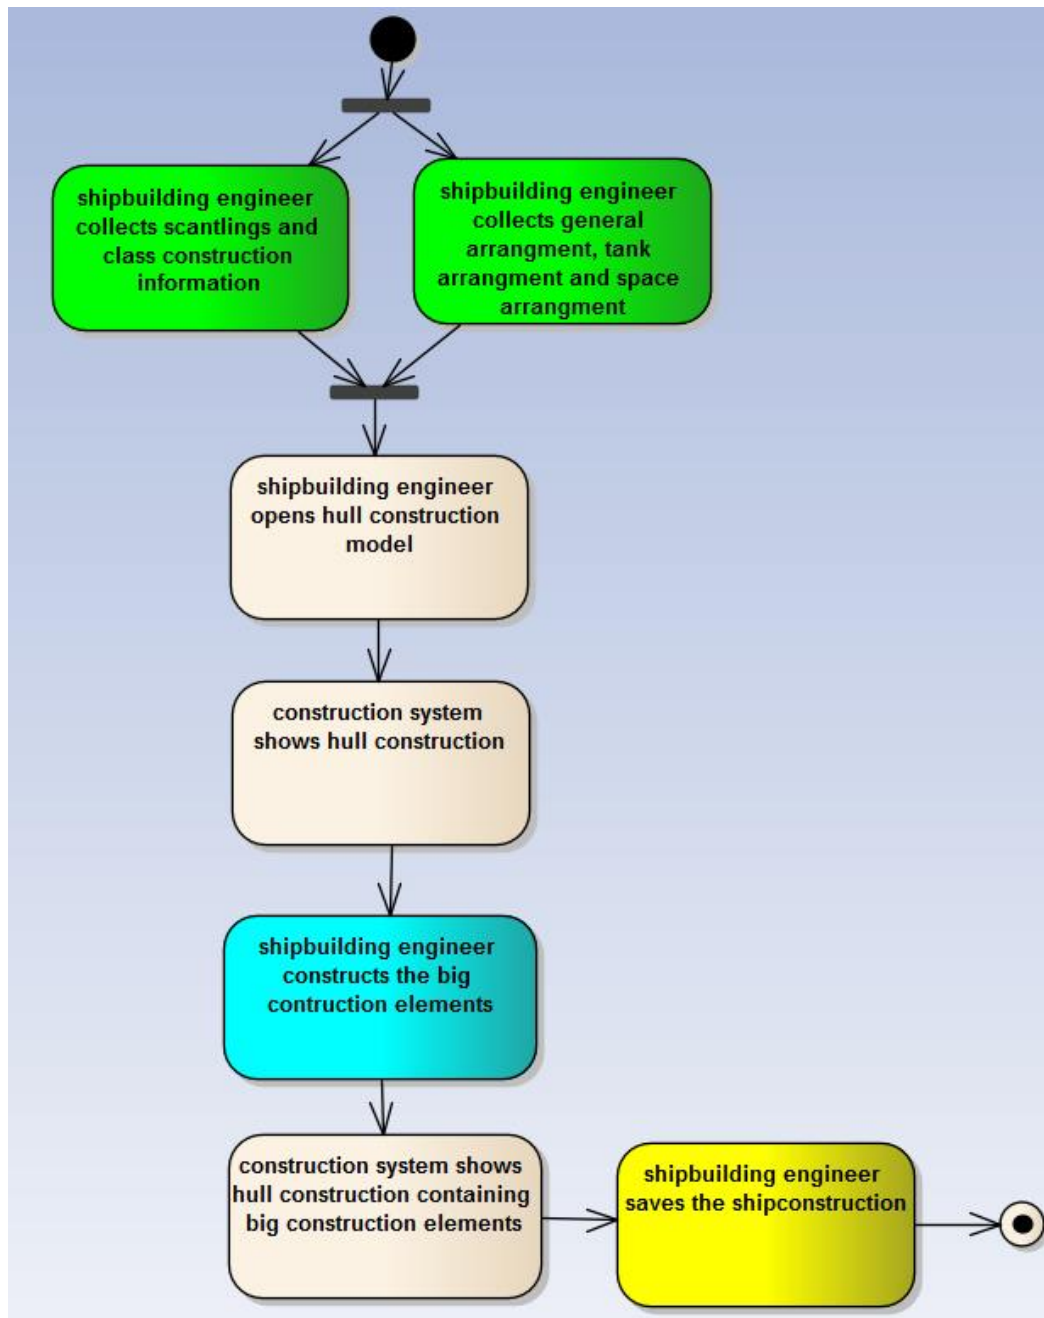 shipbuilding engineer
collects scantlings and
class construction
information
shipbuilding engineer
collects general
arrangment, tank
arrangment and space
arrangment
shipbuilding engineer
opens hull construction
model
construction system
shows hull construction
shipbuilding engineer
constructs the big
contruction elements
construction system shows
hull construction containing
big construction elements
shipbuilding engineer
saves the shipconstruction